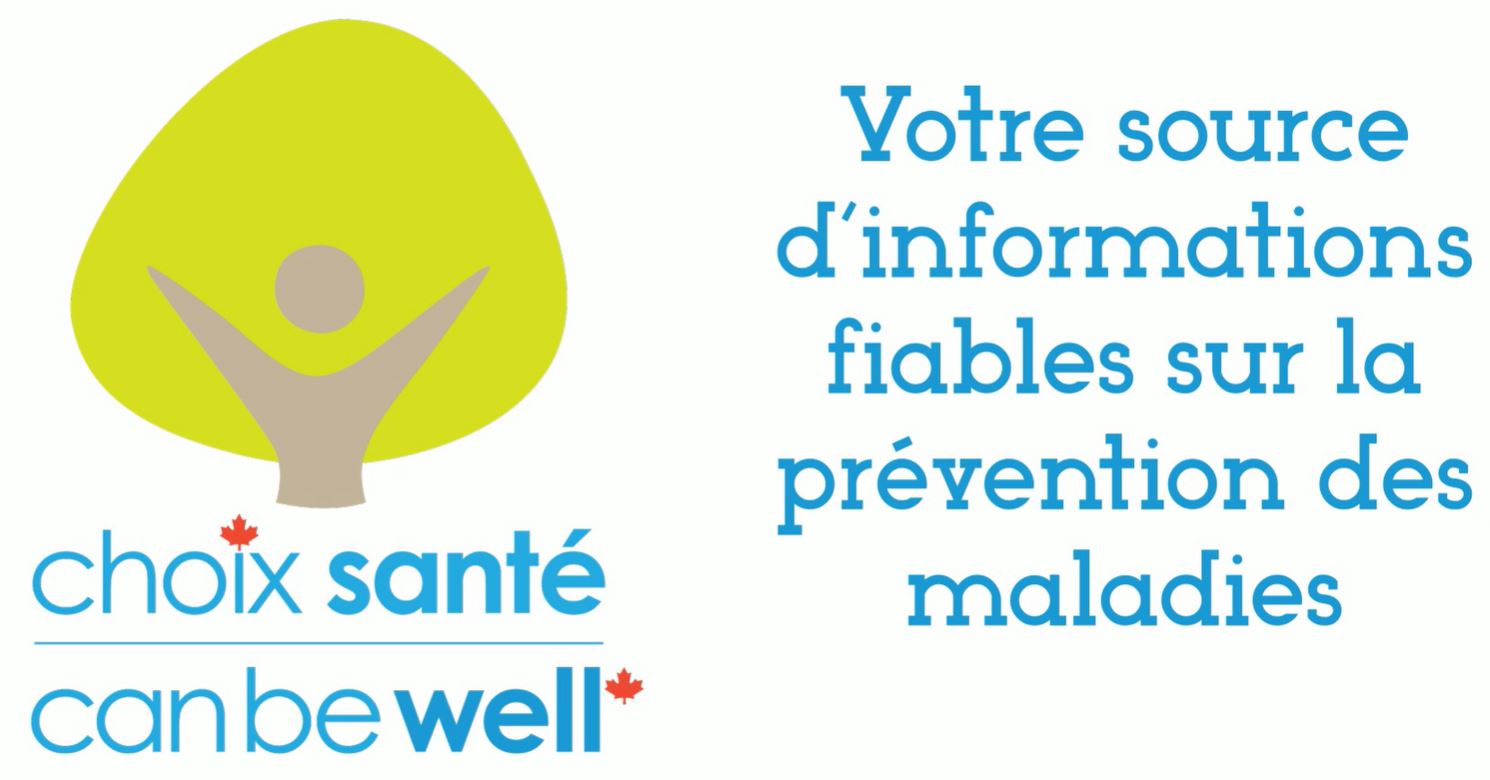 choix santé
can be well
Votre source
d'informations
fiables sur la
prévention des
maladies